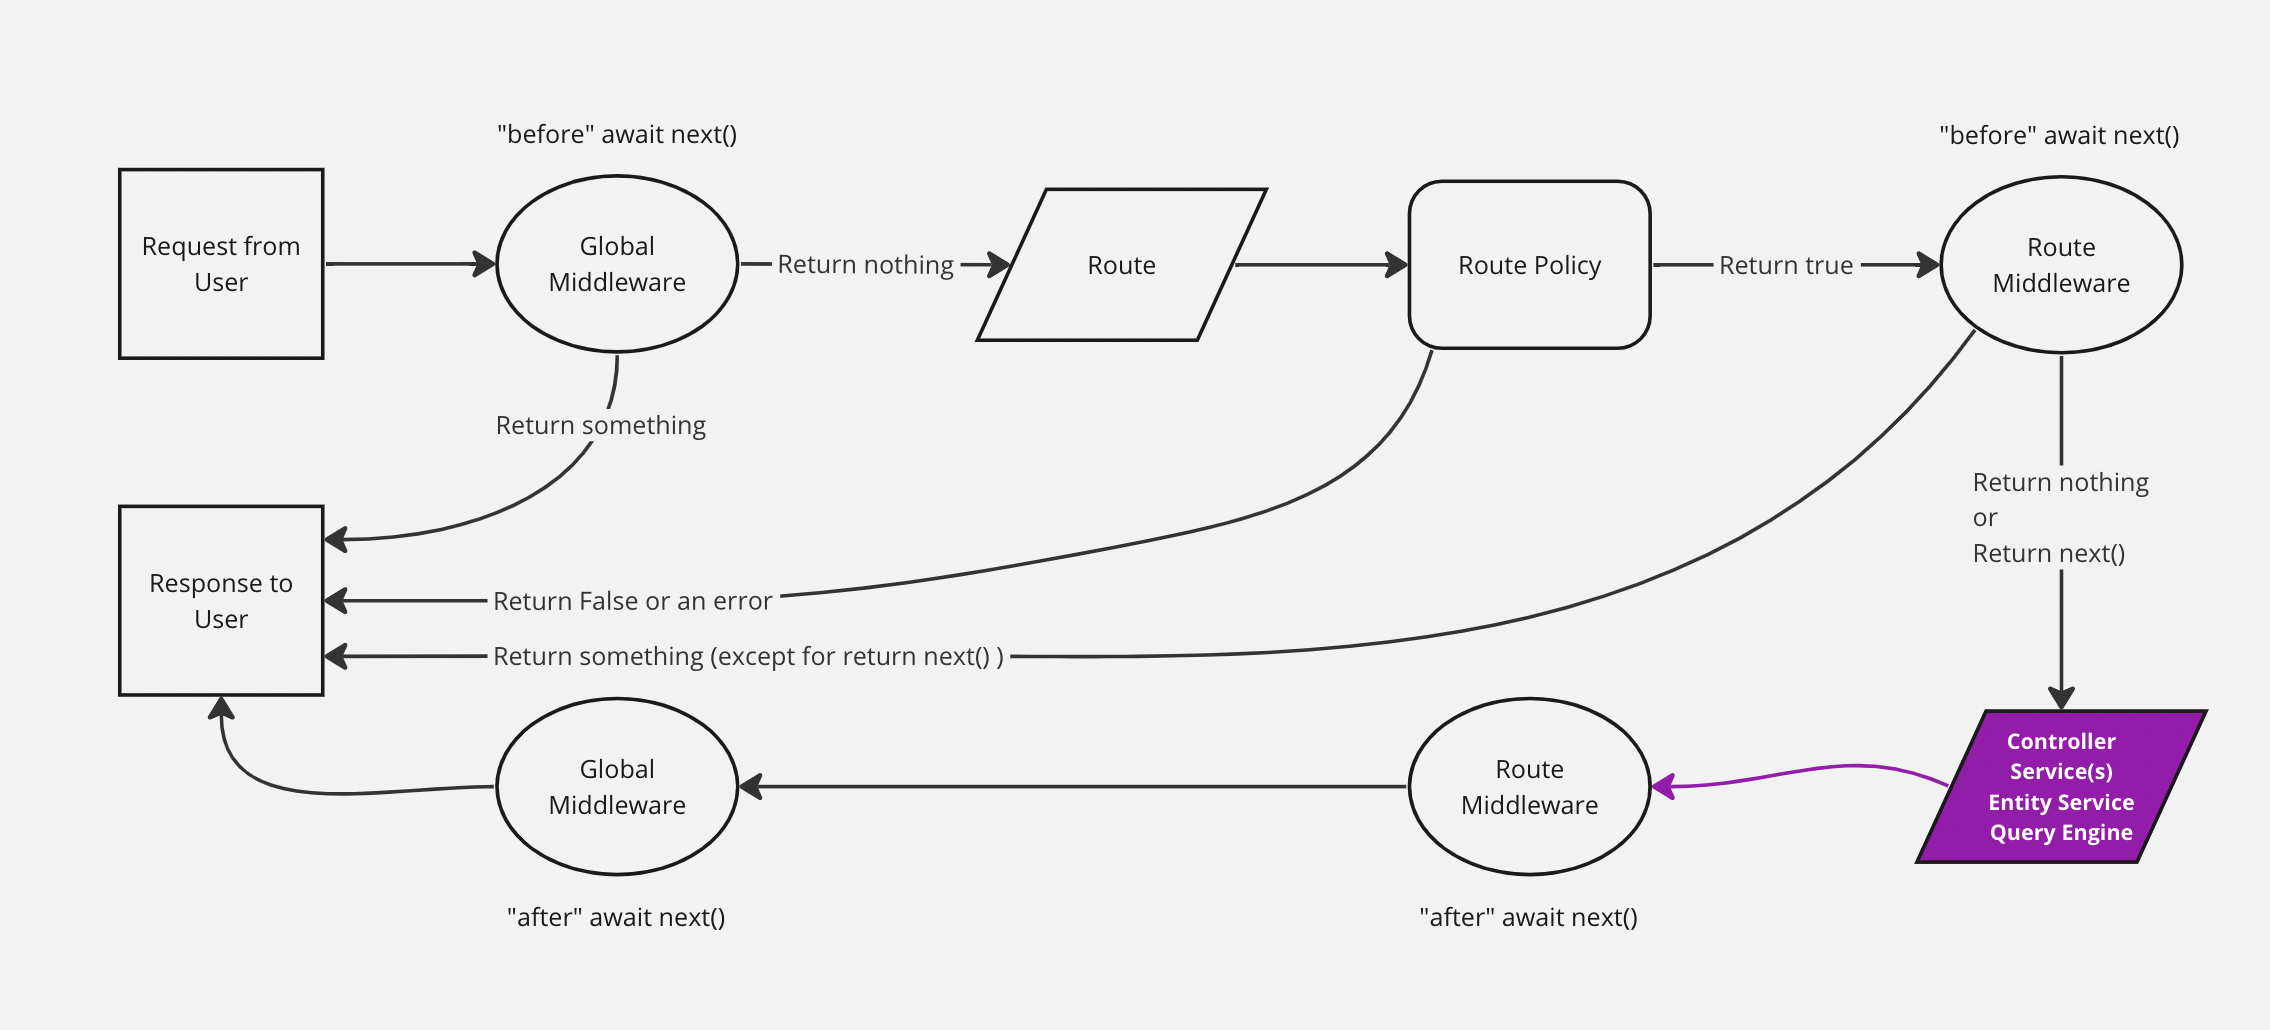 "before" await next()
"before" await next()
Request from
User
Global
Middleware
Return nothing
Route
Route Policy
Return true
Route
Middleware
Return something
Return nothing
or
Return next()
Response to
User
Return False or an error
Return something (except for return next() )
Global
Middleware
Route
Middleware
Controller
Service(s)
Entity Service
Query Engine
"after" await next()
"after" await next()